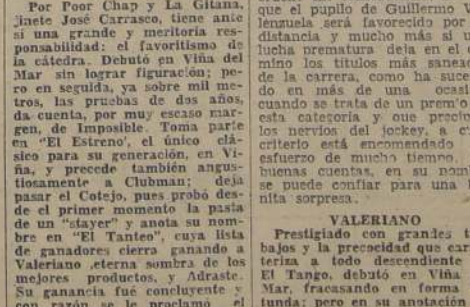 Por Poor Chap y La Gitana,
jinete José Carrasco, tiene ante
sí una grande y meritoria res-
ponsabilidad: el favoritismo de
la cátedra. Debutó en Viña del
Mar sin lograr figuración; pe-
ro en seguida, ya sobre mil me-
tros, las pruebas de dos años,
da cuenta, por muy escaso mar-
gen, de Imposible. Toma parte
en "El Estreno', el único clá-
sico para su generación, en Vi-
ña, y precede también angus-
tiosamente a Clubman; deja
pasar el Cotejo, pues probó des-
de el primer momento la pasta
de un "stayer" y anota su nom-
bre en "El Tanteo", cuya lista
de ganadores cierra ganando a
Valeriano ,eterna sombra de los
mejores productos, y Adraste.
Su ganancia fué concluyente y
con razón se le proclamó el
que el pupilo de Guillermo V
lenzuela será favorecido por
distancia y mucho más si u
lucha prematura deja en el
mino los títulos más sanead
de la carrera, como ha suce
do en más de una ocasi
cuando se trata de un prem'o
esta categoría y que precin
los nervios del jockey, a c
criterio está encomendado
esfuerzo de mucho tiempo.
buenas cuentas, en su nom
se puede confiar para una
nita sorpresa.
VALERIANO
Prestigiado con grandes t
bajos y la precocidad que car
teriza a todo descendiente
El Tango, debutó en Viña
Mar, fracasando en forma
tunda; pero en su anotación